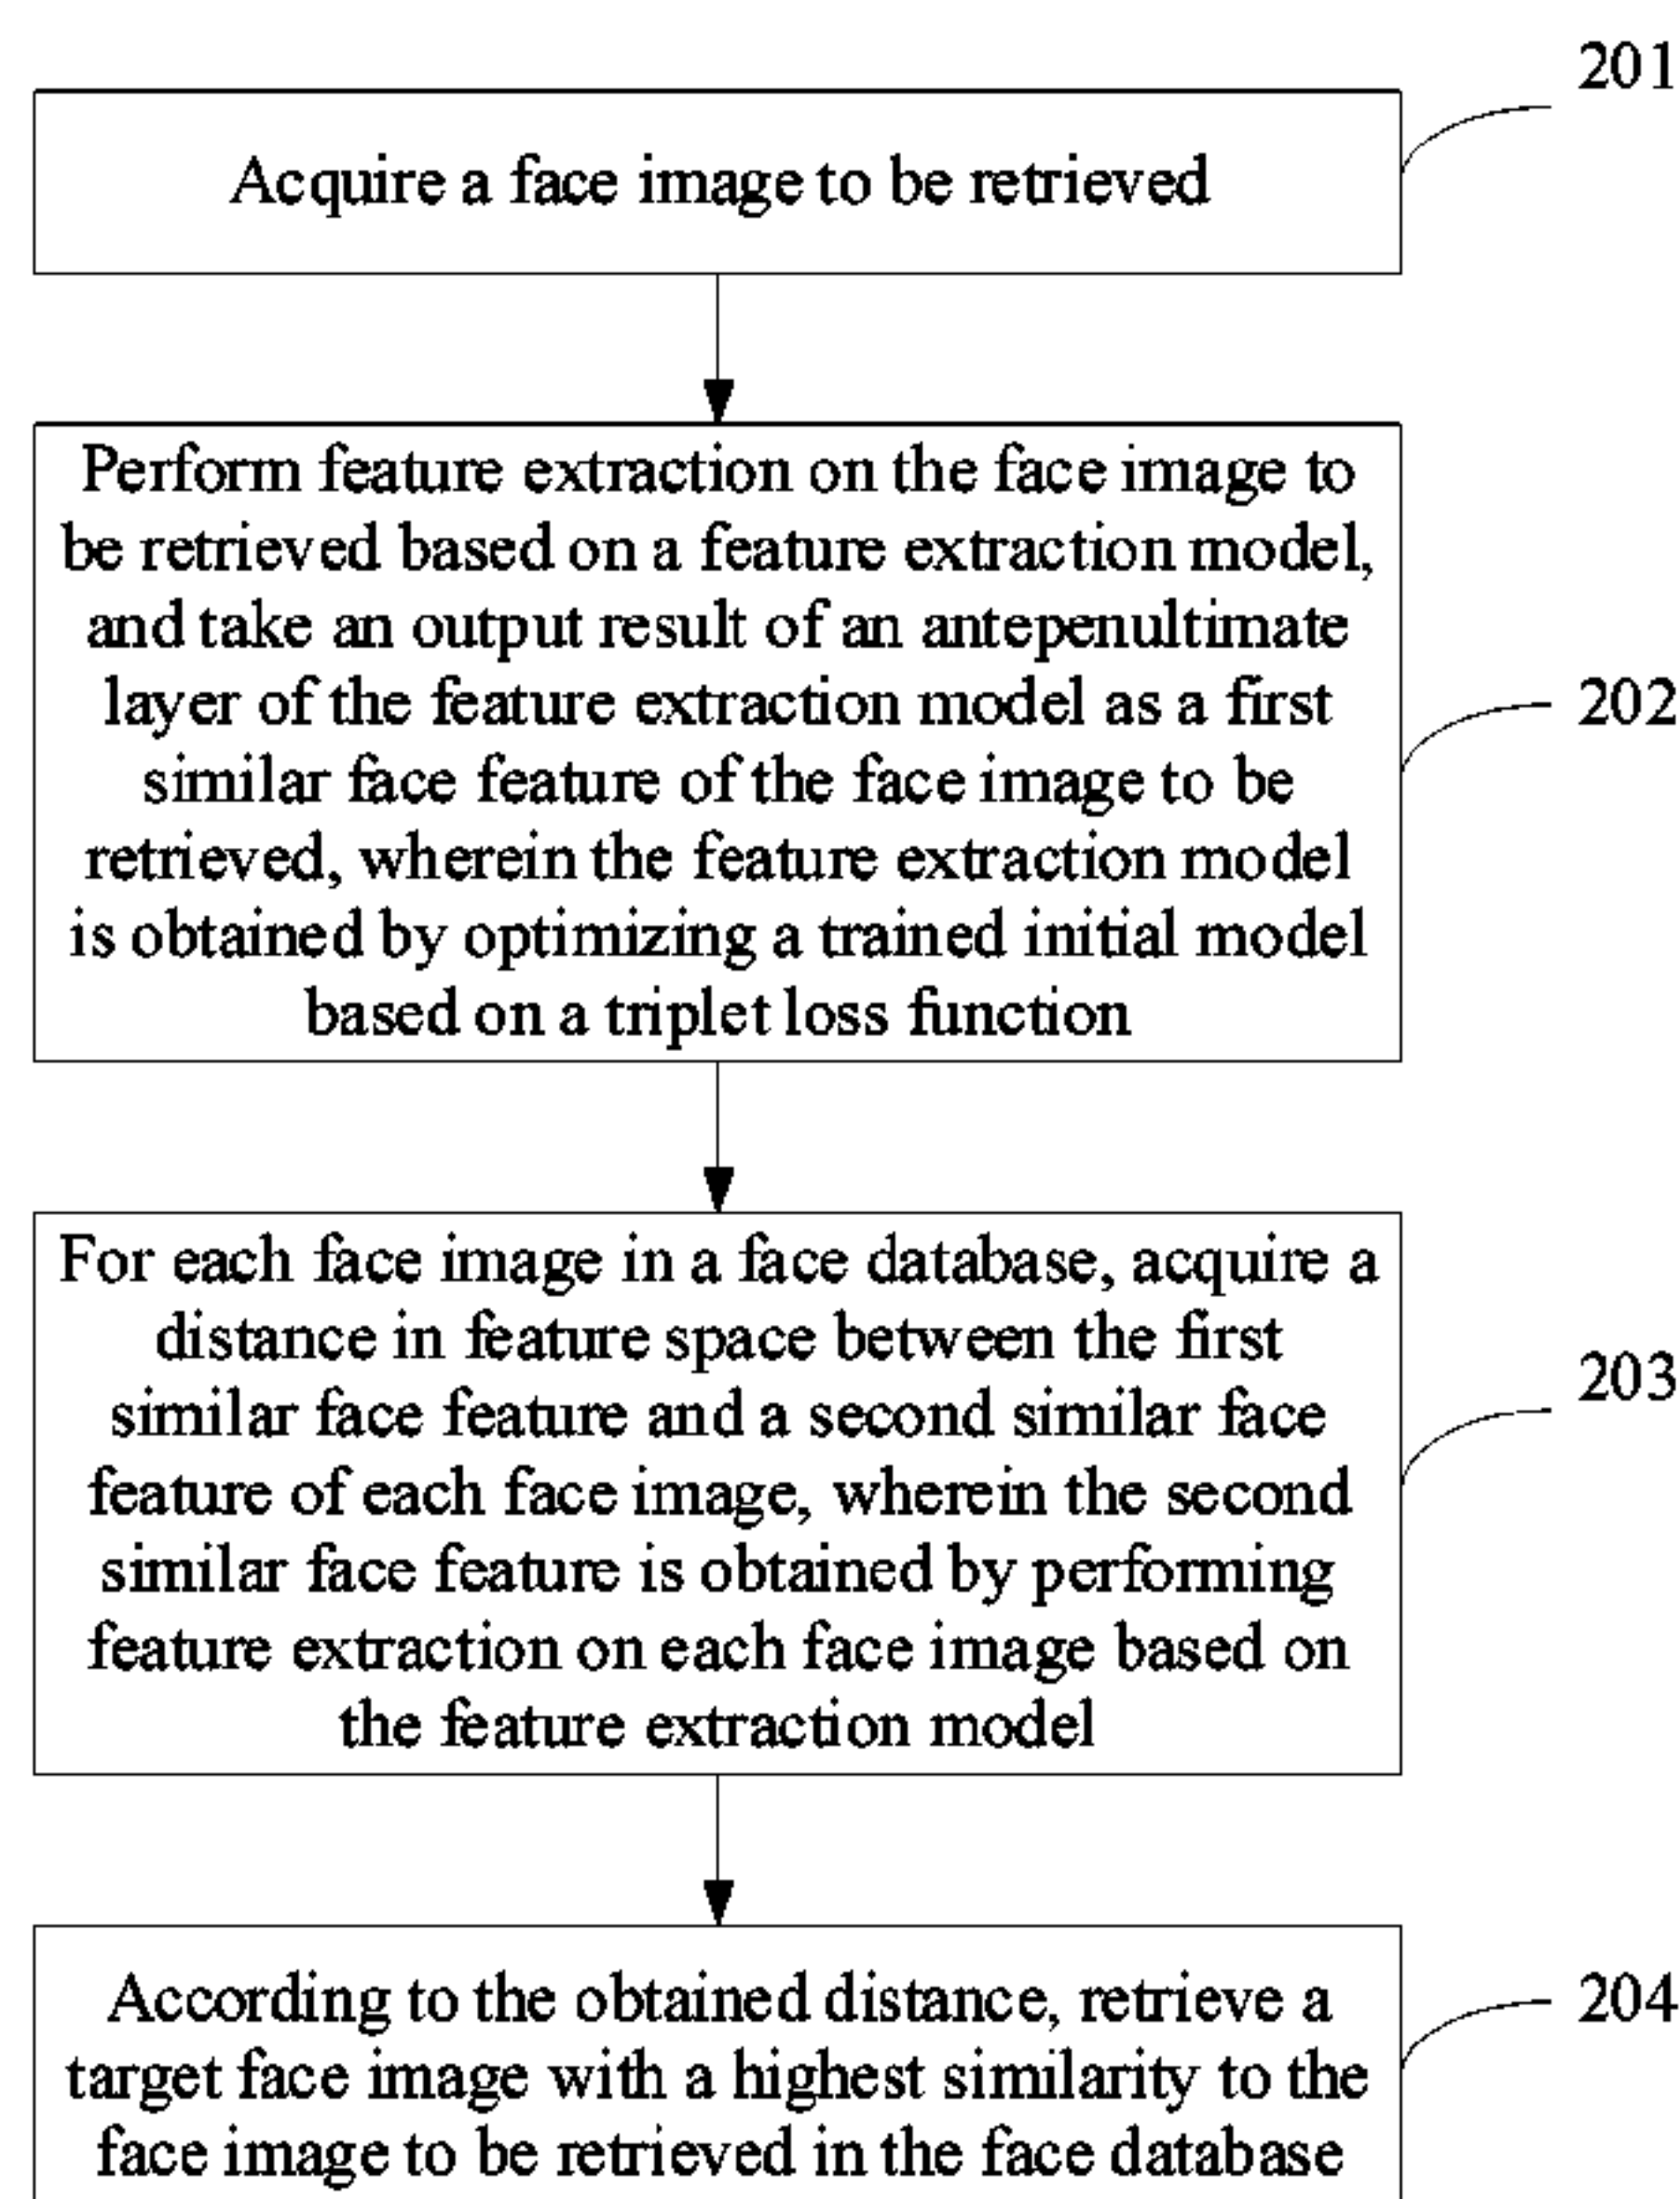 201
Acquire a face image to be retrieved
Perform feature extraction on the face image to
be retrieved based on a feature extraction model,
and take an output result of an antepenultimate
layer of the feature extraction model as a first
similar face feature of the face image to be
retrieved, wherein the feature extraction model
is obtained by optimizing a trained initial model
based on a triplet loss function
202
For each face image in a face database, acquire a
distance in feature space between the first
similar face feature and a second similar face
feature of each face image, wherein the second
similar face feature is obtained by performing
feature extraction on each face image based on
the feature extraction model
203
According to the obtained distance, retrieve a
target face image with a highest similarity to the
face image to be retrieved in the face database
204